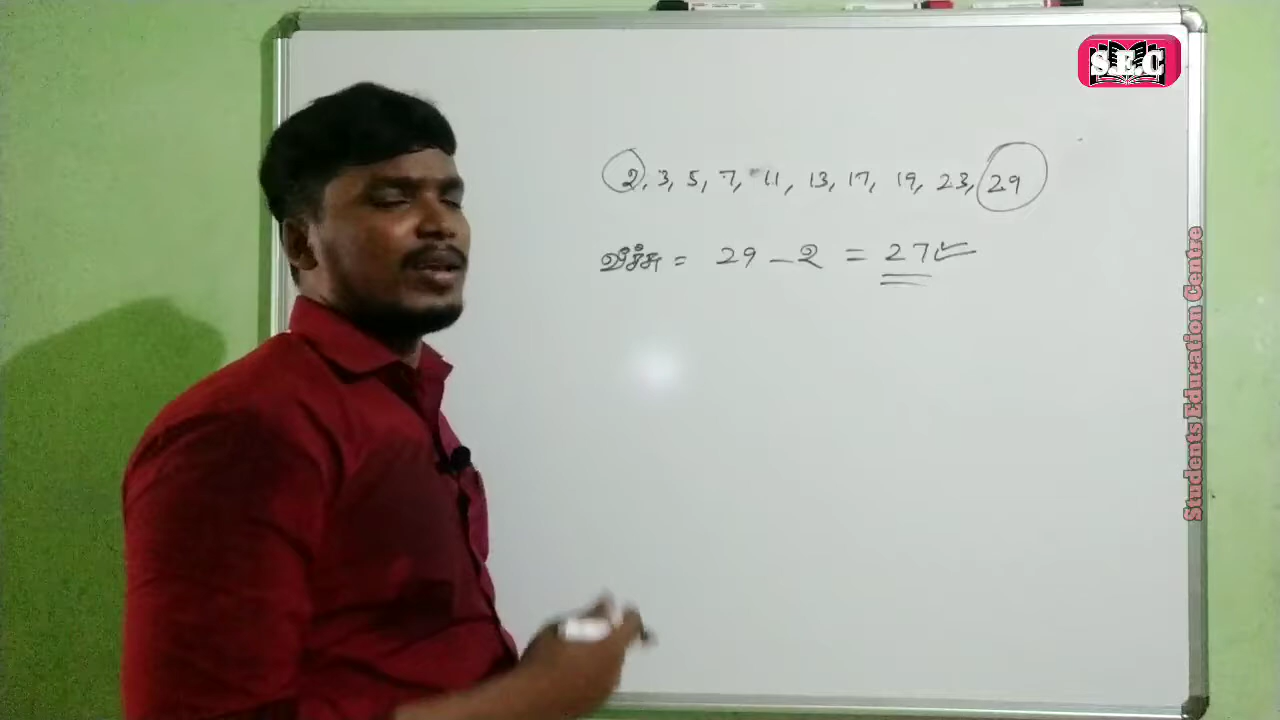 S.E.C
2, 3, 5, 7, 11, 13, 17, 19, 23, 29
வீச்சு = 29 - 2 = 27
Students Education Centre